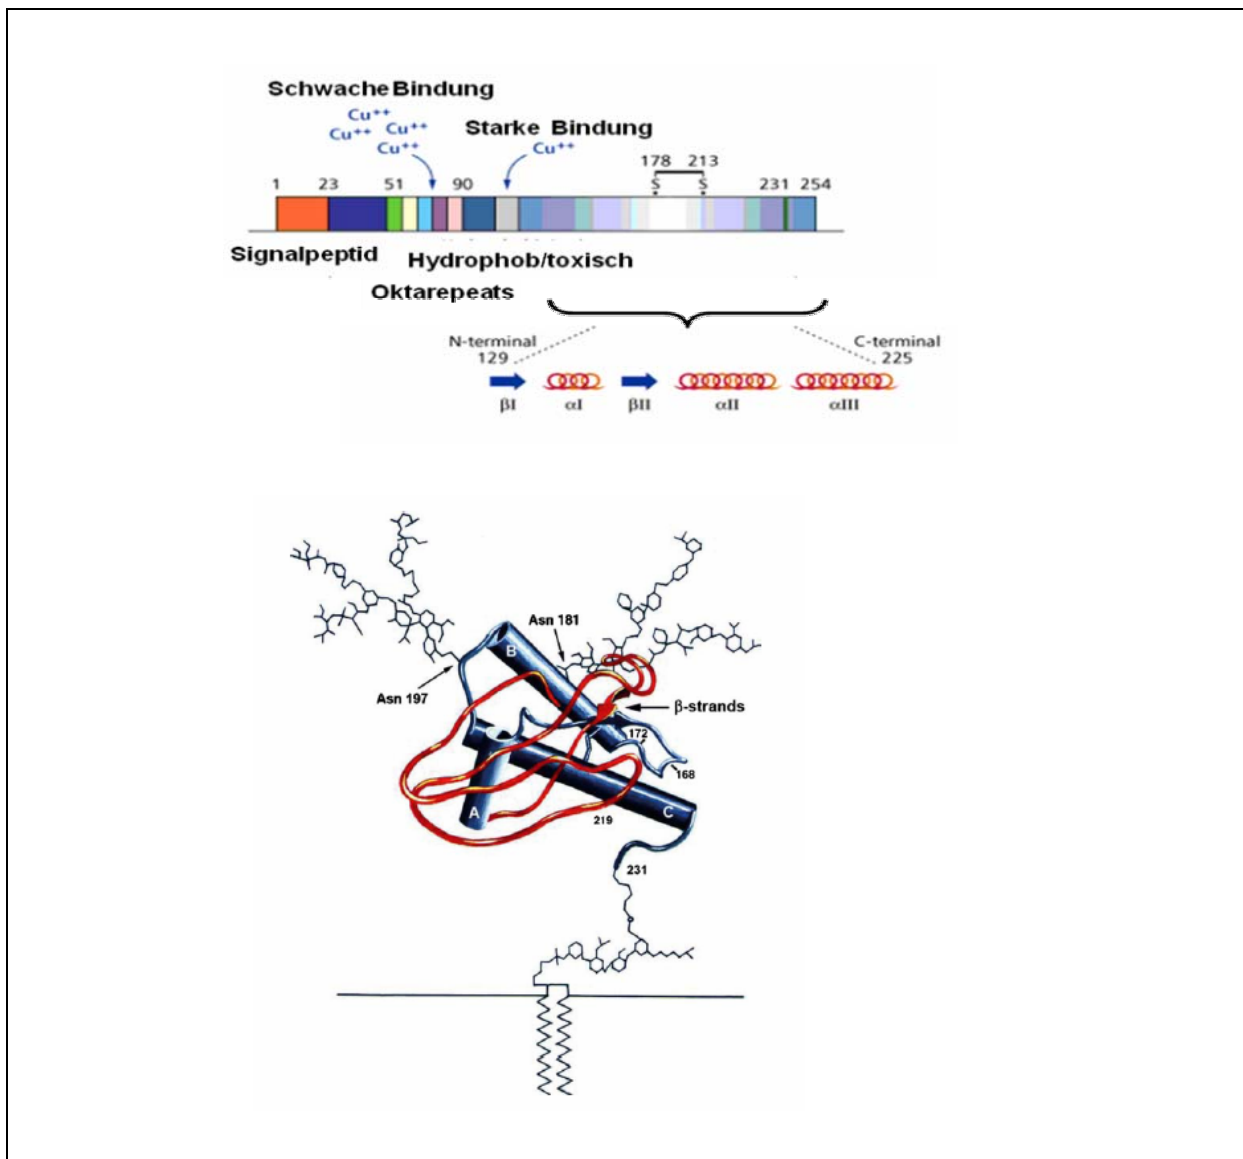 Schwache Bindung
Cu++
Cu++ Cu++
Cu++
Starke Bindung
Cu++
178 213
S S
1 23 51 90 231 254
Signalpeptid
Hydrophob/toxisch
Oktarepeats
N-terminal
129
C-terminal
225
βI αI βII αII αIII
Asn 181
B
Asn 197
β-strands
172
168
A
C
219
231